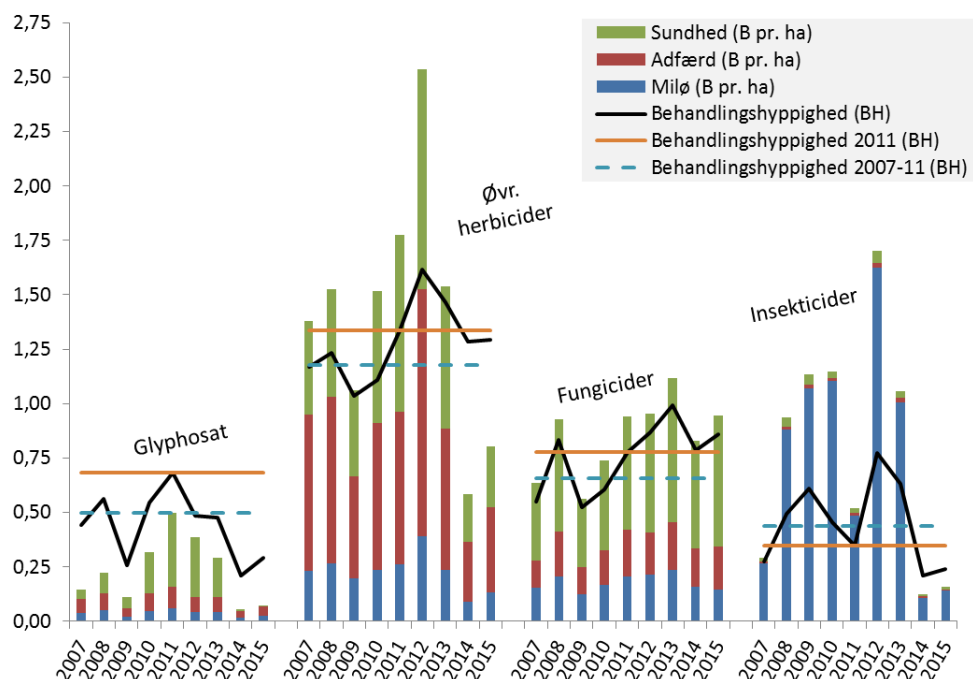 2,75
2,50
2,25
2,00
1,75
1,50
1,25
1,00
0,75
0,50
0,25
0,00
Sundhed (B pr. ha)
Adfærd (B pr. ha)
Milø (B pr. ha)
Behandlingshyppighed (BH)
Behandlingshyppighed 2011 (BH)
Behandlingshyppighed 2007-11 (BH)
Glyphosat
Øvr.
herbicider
Fungicider
Insekticider
2007 2008 2009 2010 2011 2012 2013 2014 2015 2007 2008 2009 2010 2011 2012 2013 2014 2015 2007 2008 2009 2010 2011 2012 2013 2014 2015 2007 2008 2009 2010 2011 2012 2013 2014 2015